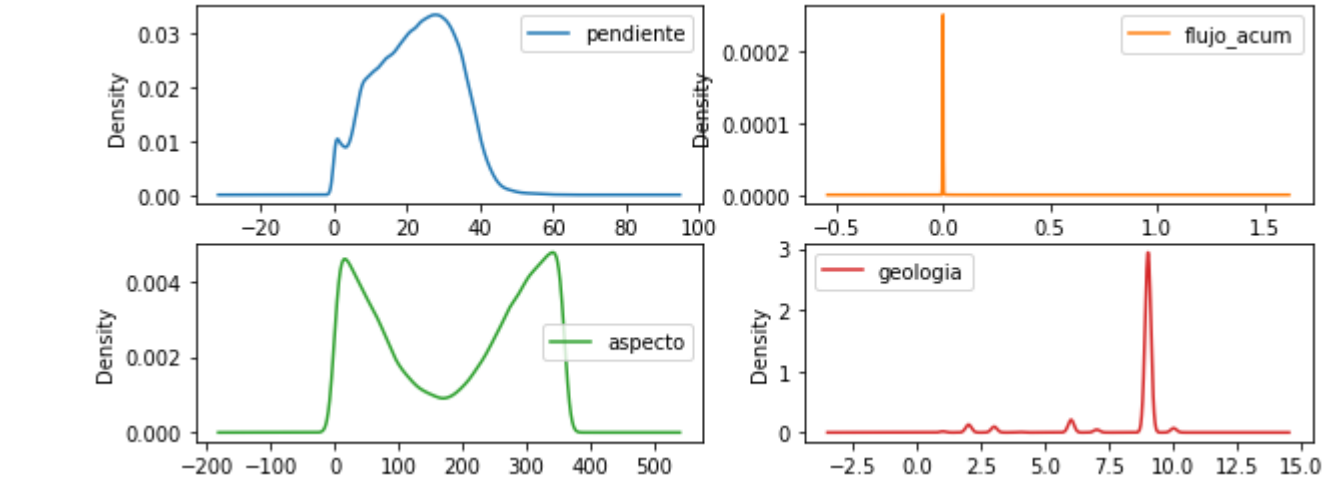 pendiente
Density
0.03
0.02
0.01
0.00
−20 0 20 40 60 80 100
flujo_acum
Density
0.0002
0.0001
0.0000
−0.5 0.0 0.5 1.0 1.5
aspecto
Density
0.004
0.002
0.000
−200 −100 0 100 200 300 400 500
geologia
Density
3
2
1
0
−2.5 0.0 2.5 5.0 7.5 10.0 12.5 15.0